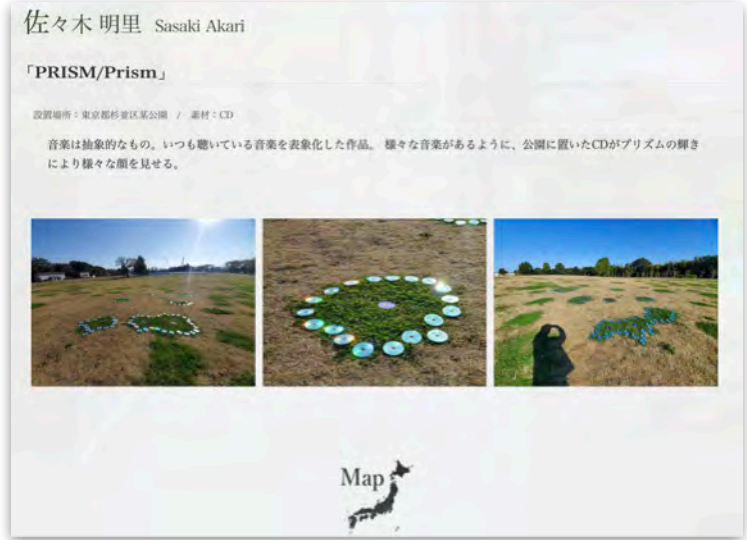 佐々木 明里 Sasaki Akari
「PRISM/Prism」
設置場所：東京都杉並区某公園 / 素材：CD
音楽は抽象的なもの。いつも聴いている音楽を表象化した作品。 様々な音楽があるように、公園に置いたCDがプリズムの輝き
により様々な顔を見せる。
Map